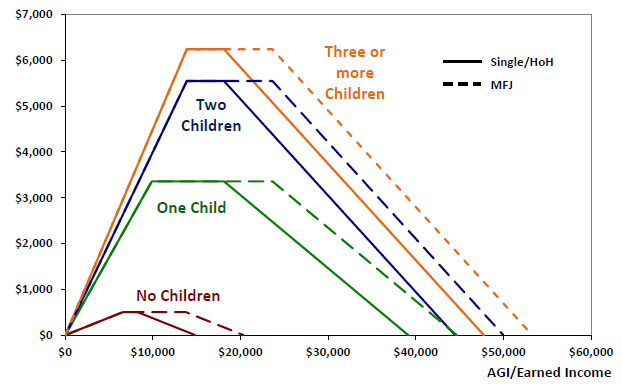 $7,000
$6,000
$5,000
$4,000
$3,000
$2,000
$1,000
$0
Three or
more
Children
Single/HoH
MFJ
Two
Children
One Child
No Children
$0
$10,000
$20,000
$30,000
$40,000
$50,000
$60,000
AGI/Earned Income